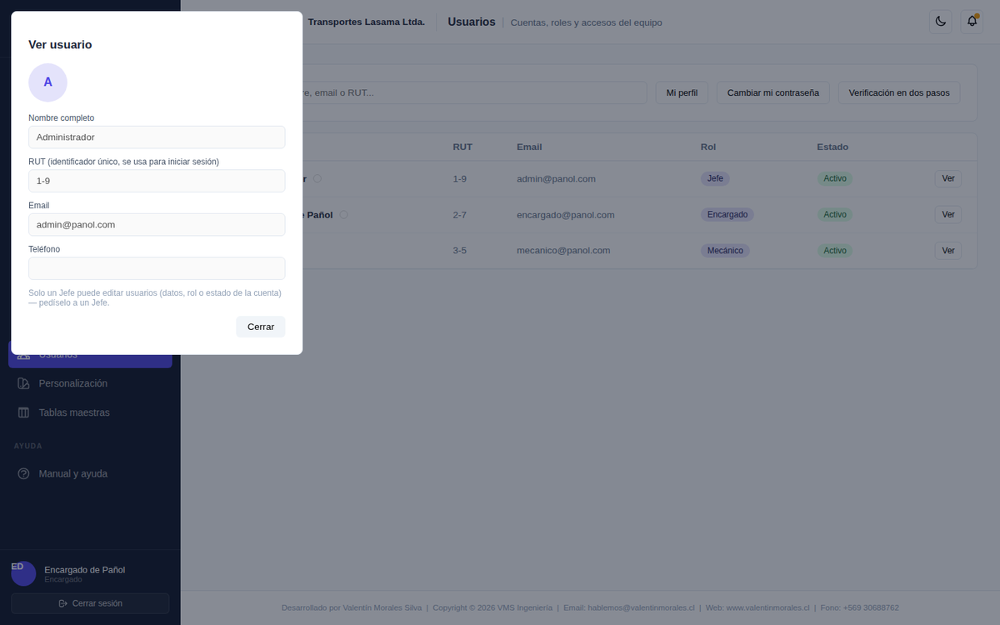 Ver usuario
A
Nombre completo
Administrador
RUT (identificador único, se usa para iniciar sesión)
1-9
Email
admin@panol.com
Teléfono
Solo un Jefe puede editar usuarios (datos, rol o estado de la cuenta)
— pedíselo a un Jefe.
Cerrar
Transportes Lasama Ltda.
Usuarios | Cuentas, roles y accesos del equipo
email o RUT...
Mi perfil
Cambiar mi contraseña
Verificación en dos pasos
RUT Email Rol Estado
1-9 admin@panol.com Jefe Activo Ver
Pañol 2-7 encargado@panol.com Encargado Activo Ver
3-5 mecanico@panol.com Mecánico Activo Ver
Usuarios
Personalización
Tablas maestras
AYUDA
Manual y ayuda
ED
Encargado de Pañol
Encargado
Cerrar sesión
Desarrollado por Valentín Morales Silva | Copyright © 2026 VMS Ingeniería | Email: hablemos@valentinmorales.cl | Web: www.valentinmorales.cl | Fono: +569 30688762